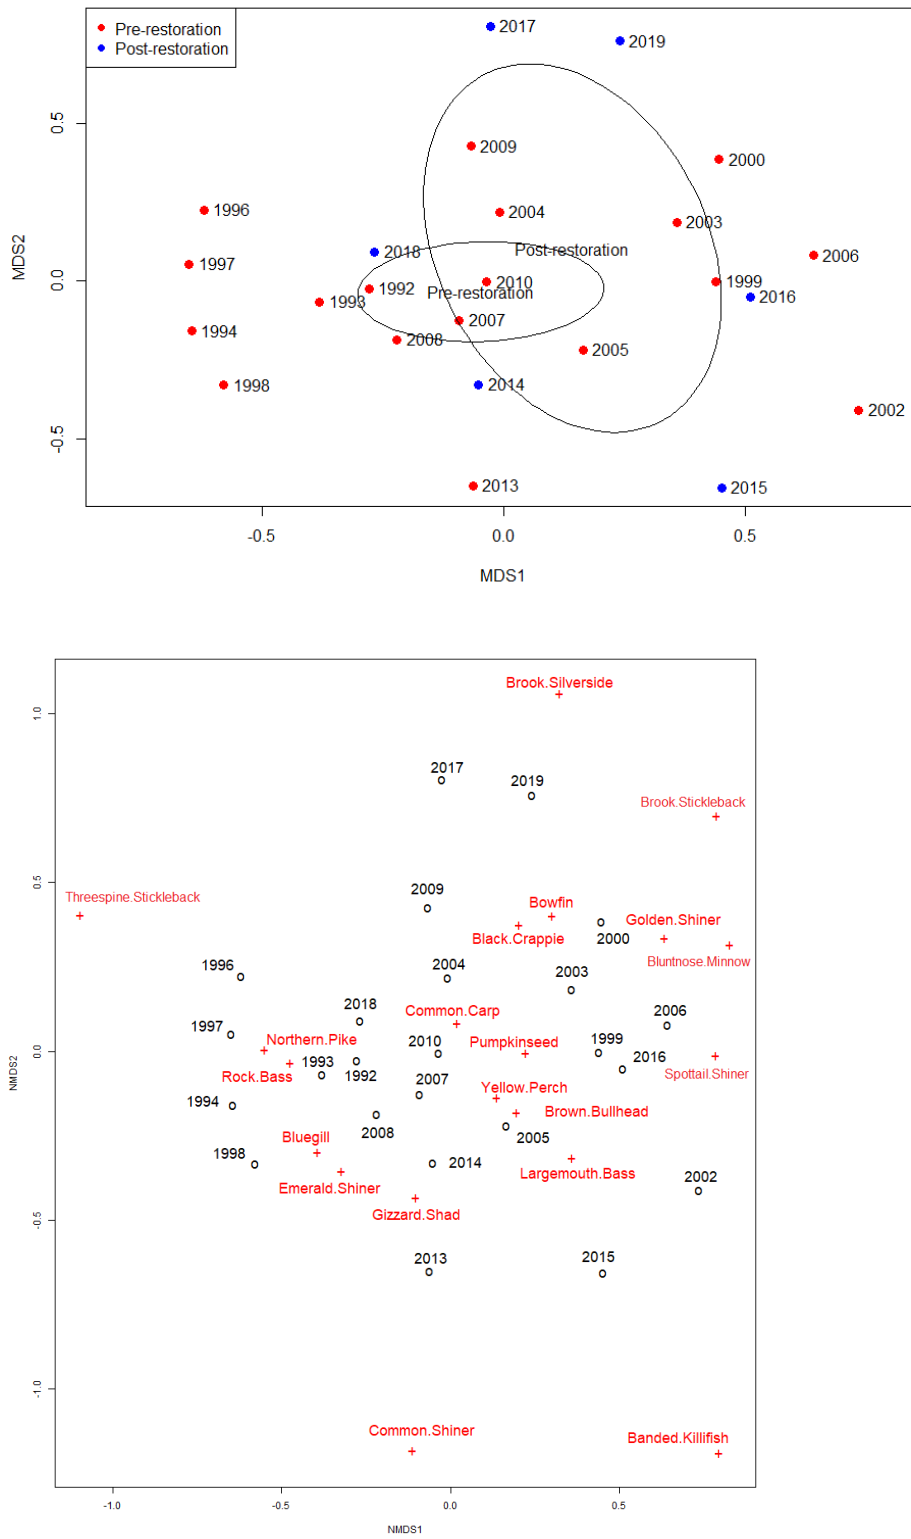 Pre-restoration
Post-restoration
2017
2019
2009
2000
1996
2004
2003
2018
Post-restoration
2006
1997
1992
2010
1999
Pre-restoration
1993
2016
1994
2007
2008
2005
1998
2014
2002
2013
2015
MDS2
0.5
0.0
-0.5
-0.5
0.0
0.5
MDS1
Brook.Silverside
2017
2019
Brook.Stickleback
Threespine.Stickleback
2009
Bowfin
Golden.Shiner
Black.Crappie
2000
Bluntnose.Minnow
1996
2004
2003
2018
Common.Carp
2006
1997
Northern.Pike
2010
Pumpkinseed
1999
1993
2016
Rock.Bass
1992
2007
Spottail.Shiner
1994
Yellow.Perch
Brown.Bullhead
Bluegill
2008
2005
1998
2014
Largemouth.Bass
2002
Emerald.Shiner
Gizzard.Shad
2013
2015
Common.Shiner
Banded.Killifish
NMDS2
1.0
0.5
0.0
-0.5
-1.0
-1.0
-0.5
0.0
0.5
NMDS1